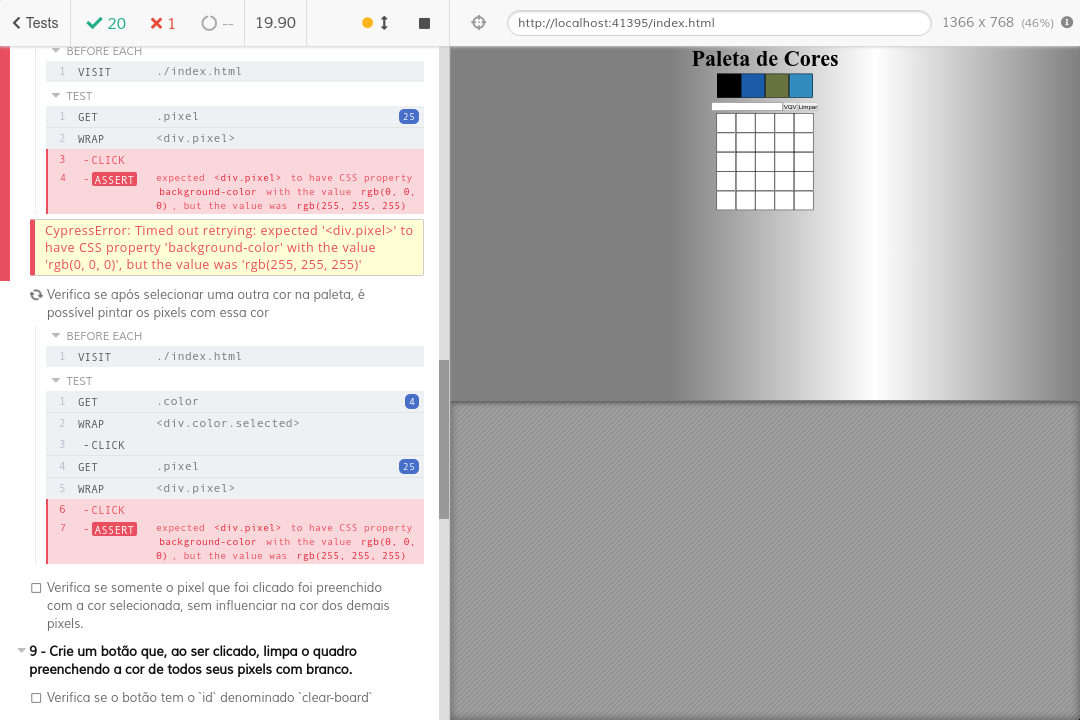 Tests 20 1 -- 19.90 http://localhost:41395/index.html 1366 x 768 (46%)
BEFORE EACH
1 VISIT ./index.html
TEST
1 GET .pixel 25
2 WRAP <div.pixel>
3 -CLICK
4 -ASSERT expected <div.pixel> to have CSS property
background-color with the value rgb(0, 0,
0) , but the value was rgb(255, 255, 255)
CypressError: Timed out retrying: expected '<div.pixel>' to
have CSS property 'background-color' with the value
'rgb(0, 0, 0)', but the value was 'rgb(255, 255, 255)'
Verifica se após selecionar uma outra cor na paleta, é
possível pintar os pixels com essa cor
BEFORE EACH
1 VISIT ./index.html
TEST
1 GET .color 4
2 WRAP <div.color.selected>
3 -CLICK
4 GET .pixel 25
5 WRAP <div.pixel>
6 -CLICK
7 -ASSERT expected <div.pixel> to have CSS property
background-color with the value rgb(0, 0,
0) , but the value was rgb(255, 255, 255)
Verifica se somente o pixel que foi clicado foi preenchido
com a cor selecionada, sem influenciar na cor dos demais
pixels.
9 - Crie um botão que, ao ser clicado, limpa o quadro
preenchendo a cor de todos seus pixels com branco.
Verifica se o botão tem o `id` denominado `clear-board`
Paleta de Cores
VQV Limpar